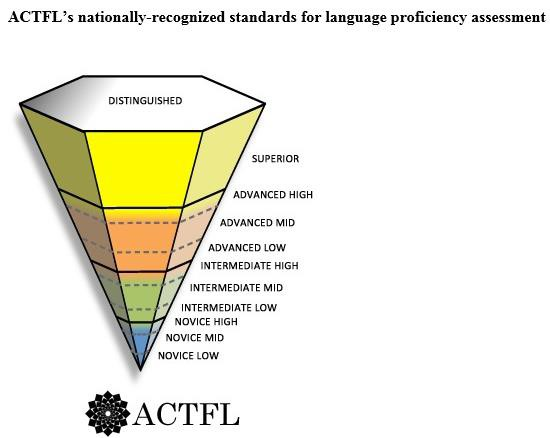 ACTFL's nationally-recognized standards for language proficiency assessment
DISTINGUISHED
SUPERIOR
ADVANCED HIGH
ADVANCED MID
ADVANCED LOW
INTERMEDIATE HIGH
INTERMEDIATE MID
INTERMEDIATE LOW
NOVICE HIGH
NOVICE MID
NOVICE LOW
ACTFL